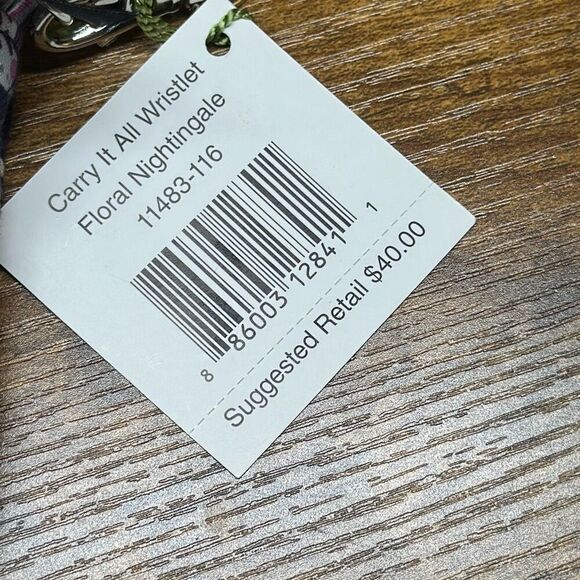 Carry It All Wristlet
Floral Nightingale
11483-116
8 86003 12841 1
Suggested Retail $40.00